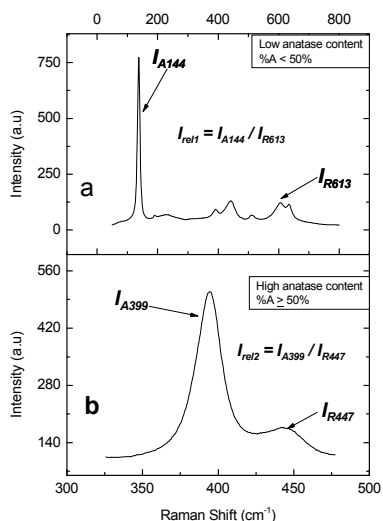 0 200 400 600 800
Low anatase content
%A < 50%
I_A144
I_rel1 = I_A144 / I_R613
I_R613
a
750
500
250
0
Intensity (a.u)
High anatase content
%A ≥ 50%
I_A399
I_rel2 = I_A399 / I_R447
I_R447
b
560
420
280
140
Intensity (a.u)
300 350 400 450 500
Raman Shift (cm⁻¹)